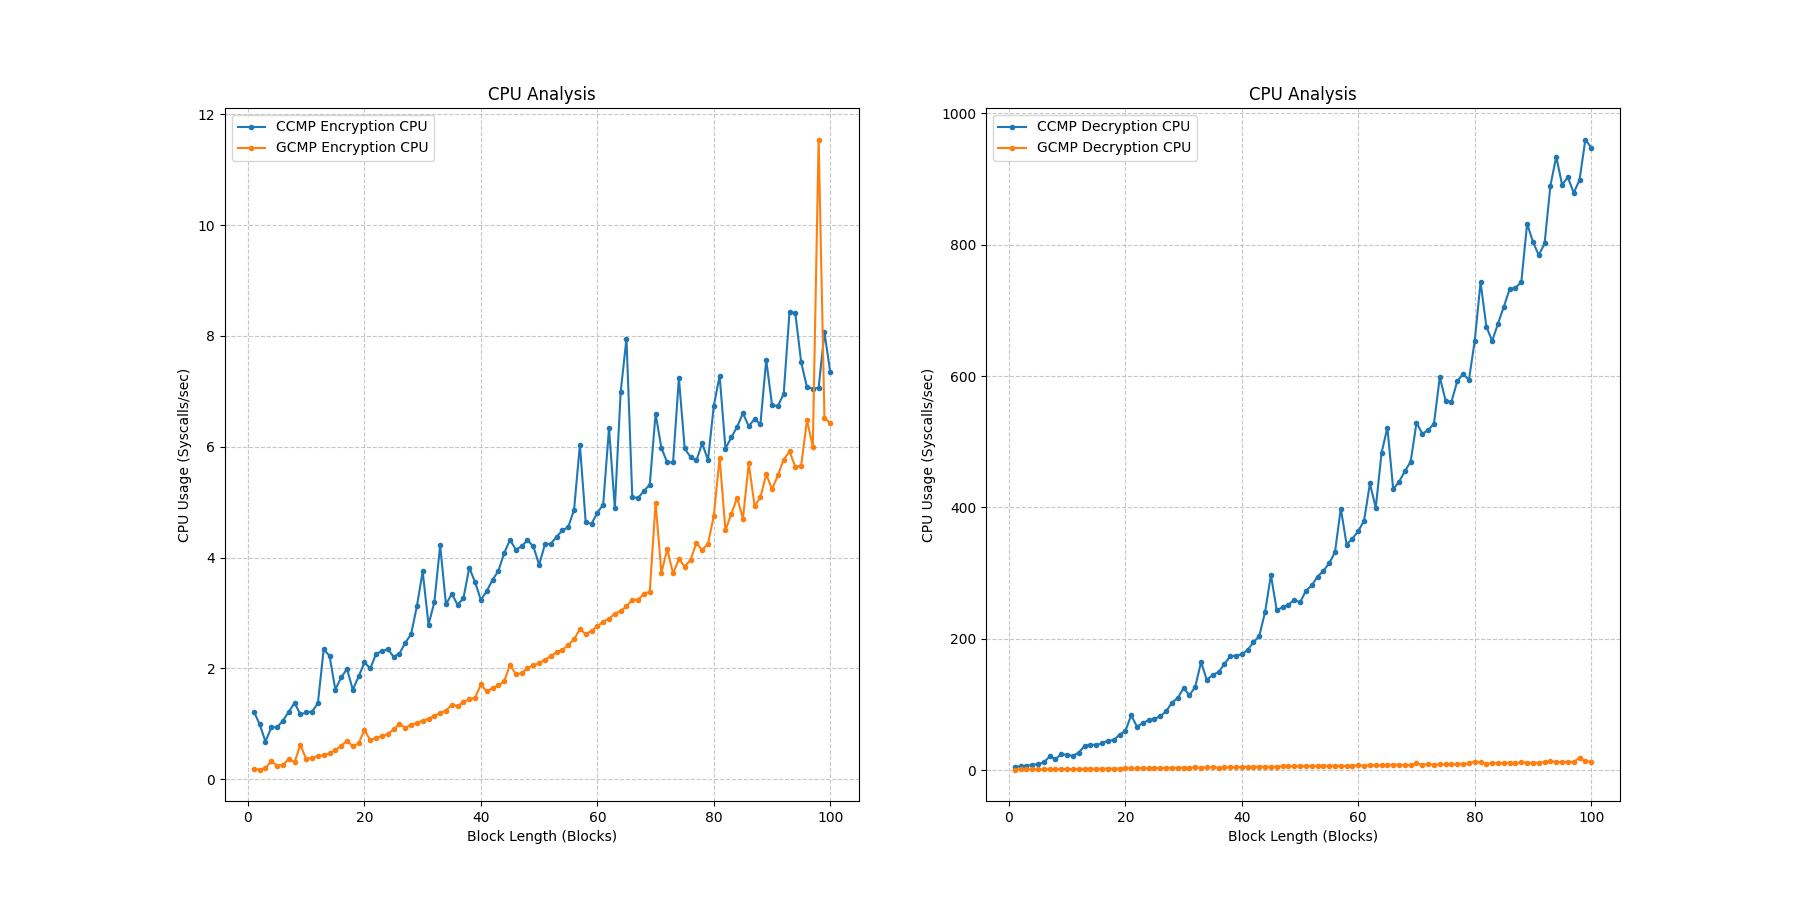 CPU Analysis
CCMP Encryption CPU
GCMP Encryption CPU
CPU Usage (Syscalls/sec)
12
10
8
6
4
2
0
0 20 40 60 80 100
Block Length (Blocks)
CPU Analysis
CCMP Decryption CPU
GCMP Decryption CPU
CPU Usage (Syscalls/sec)
1000
800
600
400
200
0
0 20 40 60 80 100
Block Length (Blocks)